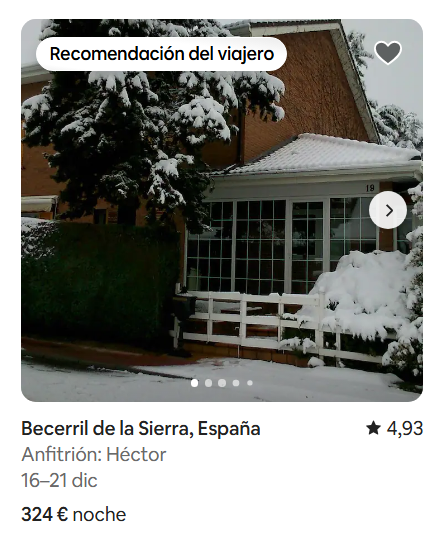 Recomendación del viajero
19
Becerril de la Sierra, España
4,93
Anfitrión: Héctor
16–21 dic
324 € noche